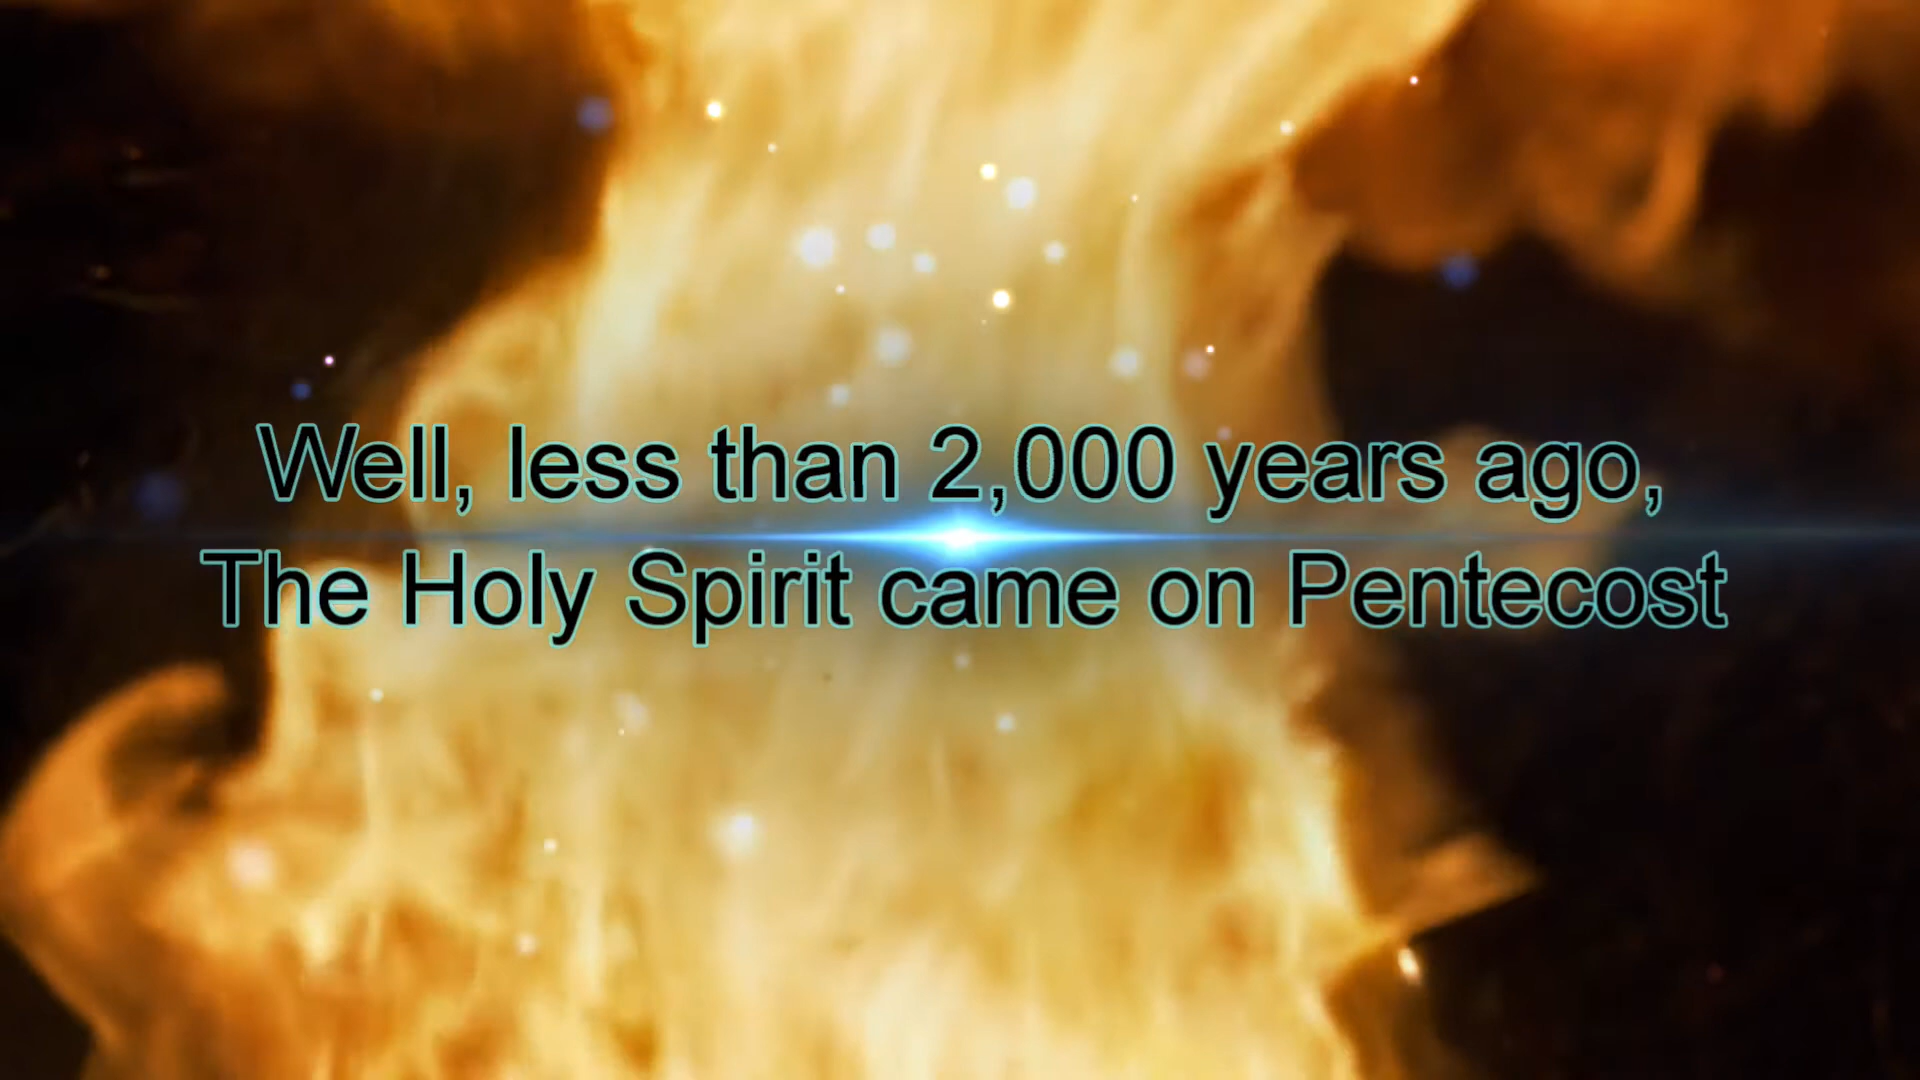 Well, less than 2,000 years ago,
The Holy Spirit came on Pentecost